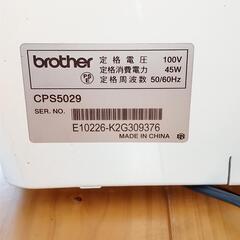 brother
定格電圧 100V
定格消費電力 45W
定格周波数 50/60Hz
PS
E
CPS5029
SER. NO.
E10226-K2G309376
MADE IN CHINA